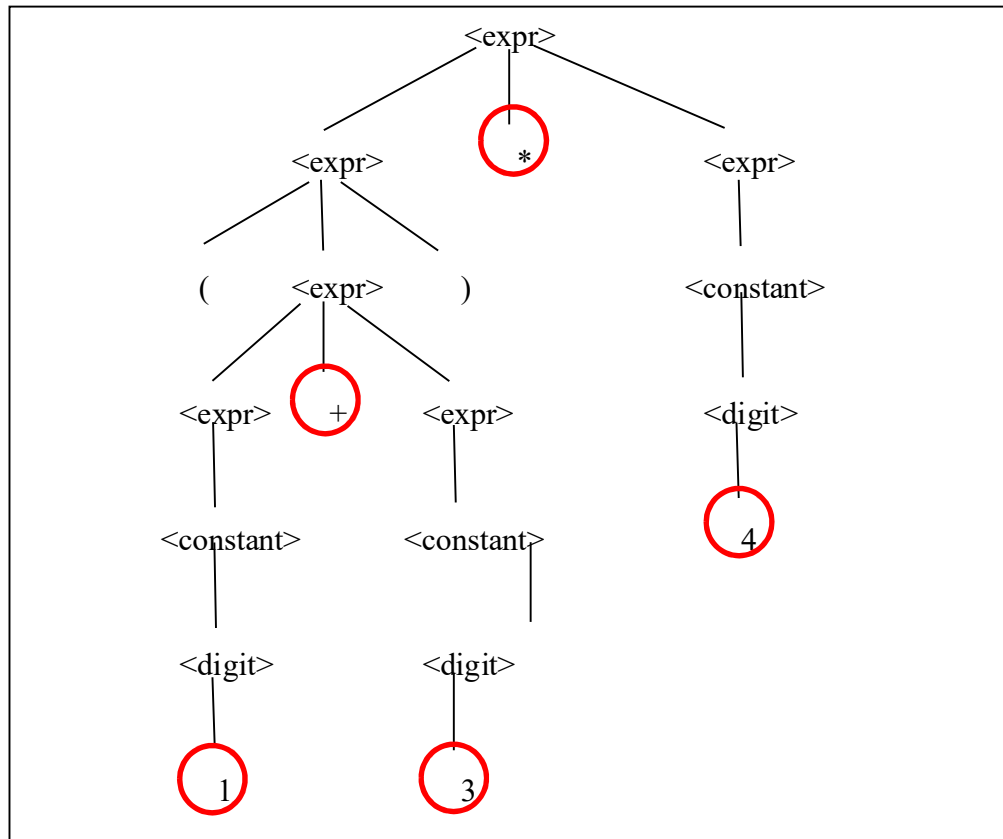 <expr>
<expr> * <expr>
( <expr> ) <constant>
<expr> + <expr> <digit>
<constant> <constant> 4
<digit> <digit>
1 3